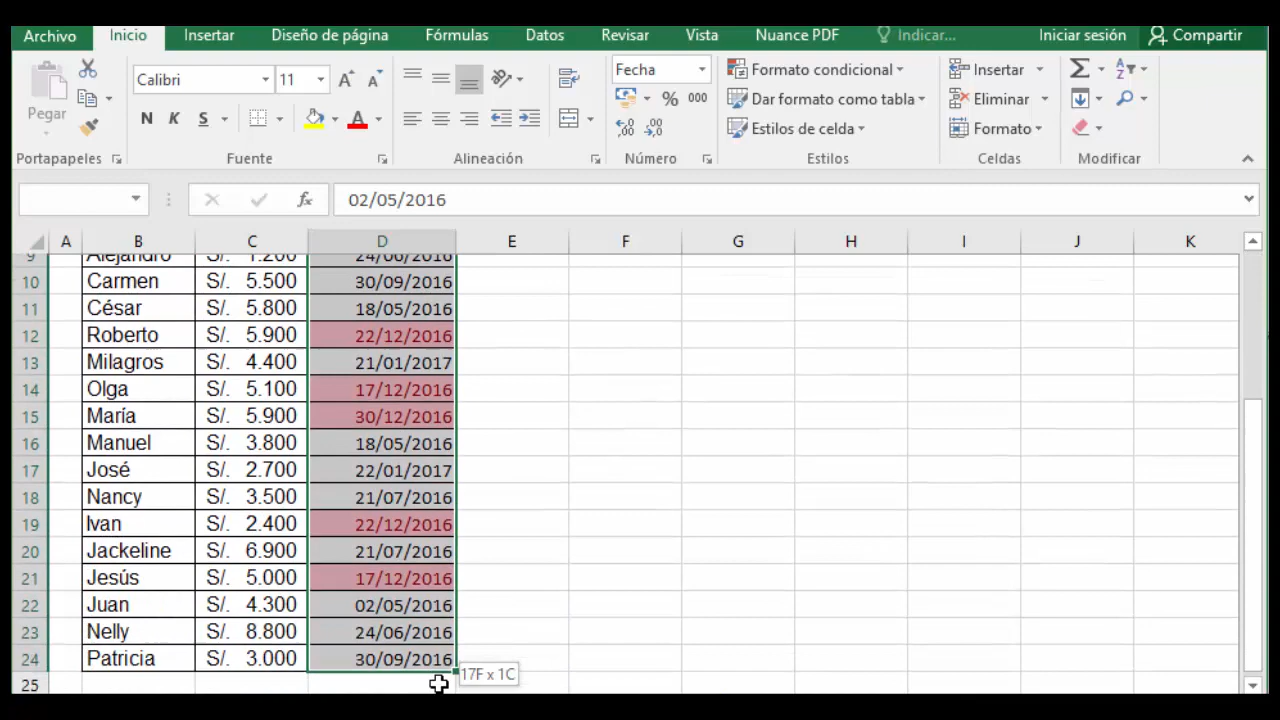 Archivo Inicio Insertar Diseño de página Fórmulas Datos Revisar Vista Nuance PDF Indicar... Iniciar sesión Compartir
Pegar
Calibri 11
N K S
Fecha
% 000
Formato condicional
Dar formato como tabla
Estilos de celda
Insertar
Eliminar
Formato
Portapapeles Fuente Alineación Número Estilos Celdas Modificar
fx 02/05/2016
A B C D E F G H I J K
9 Alejandro S/. 1.200 24/06/2016
10 Carmen S/. 5.500 30/09/2016
11 César S/. 5.800 18/05/2016
12 Roberto S/. 5.900 22/12/2016
13 Milagros S/. 4.400 21/01/2017
14 Olga S/. 5.100 17/12/2016
15 María S/. 5.900 30/12/2016
16 Manuel S/. 3.800 18/05/2016
17 José S/. 2.700 22/01/2017
18 Nancy S/. 3.500 21/07/2016
19 Ivan S/. 2.400 22/12/2016
20 Jackeline S/. 6.900 21/07/2016
21 Jesús S/. 5.000 17/12/2016
22 Juan S/. 4.300 02/05/2016
23 Nelly S/. 8.800 24/06/2016
24 Patricia S/. 3.000 30/09/2016
17F x 1C
25